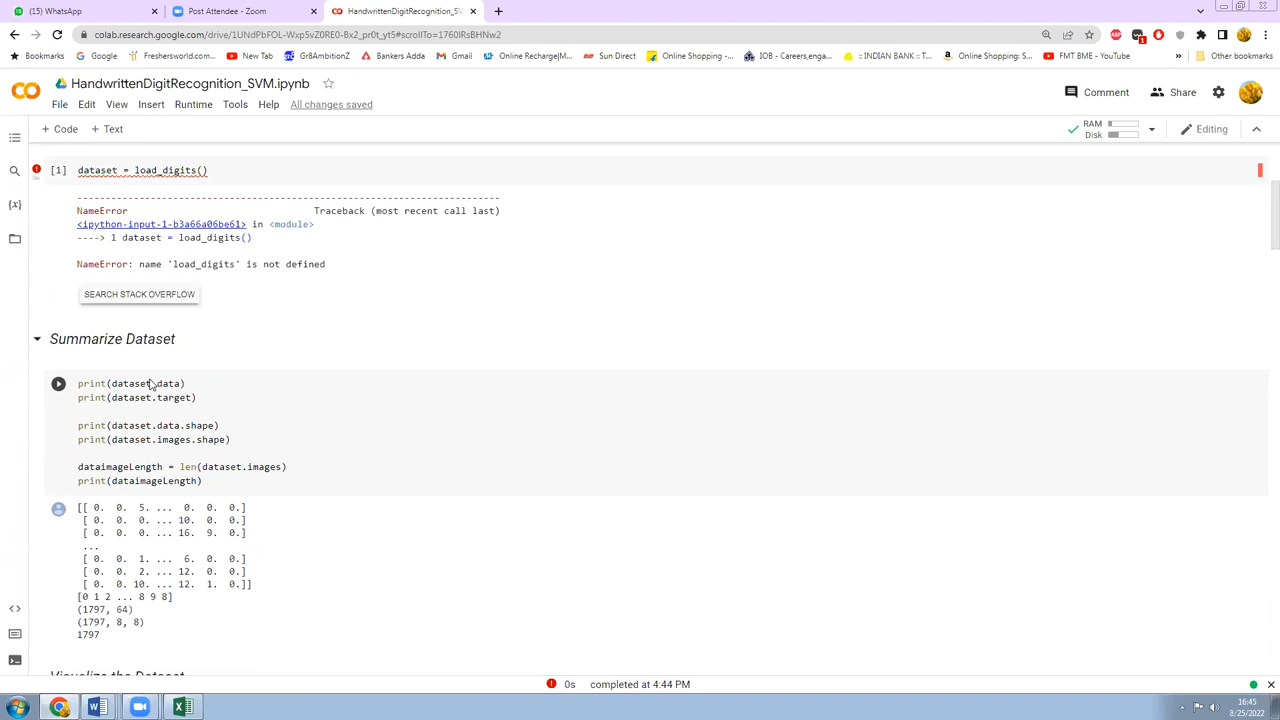 (15) WhatsApp
Post Attendee - Zoom
HandwrittenDigitRecognition_SV
colab.research.google.com/drive/1UNdPbFOL-Wxp5vZ0RE0-Bx2_pr0t_yt5#scrollTo=1760IRsBHNw2
Bookmarks
Google
Freshersworld.com...
New Tab
Gr8AmbitionZ
Bankers Adda
Gmail
Online Recharge|M...
Sun Direct
Online Shopping -...
IOB - Careers,enga...
:: INDIAN BANK :: T...
Amazon Online Shopping: S...
FMT BME - YouTube
»
Other bookmarks
HandwrittenDigitRecognition_SVM.ipynb
File Edit View Insert Runtime Tools Help All changes saved
Comment
Share
+ Code + Text
RAM
Disk
Editing
[1] dataset = load_digits()
---------------------------------------------------------------------------
NameError Traceback (most recent call last)
<ipython-input-1-b3a66a06be61> in <module>
----> 1 dataset = load_digits()
NameError: name 'load_digits' is not defined
SEARCH STACK OVERFLOW
Summarize Dataset
print(dataset.data)
print(dataset.target)
print(dataset.data.shape)
print(dataset.images.shape)
dataimageLength = len(dataset.images)
print(dataimageLength)
[[ 0. 0. 5. ... 0. 0. 0.]
[ 0. 0. 0. ... 10. 0. 0.]
[ 0. 0. 0. ... 16. 9. 0.]
...
[ 0. 0. 1. ... 6. 0. 0.]
[ 0. 0. 2. ... 12. 0. 0.]
[ 0. 0. 10. ... 12. 1. 0.]]
[0 1 2 ... 8 9 8]
(1797, 64)
(1797, 8, 8)
1797
Visualize the Dataset
0s completed at 4:44 PM
16:45
8/25/2022